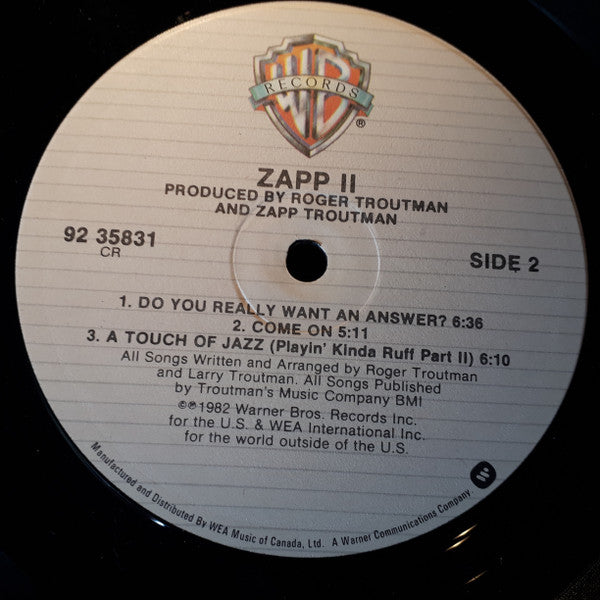 RECORDS
WB
®
ZAPP II
PRODUCED BY ROGER TROUTMAN
AND ZAPP TROUTMAN
92 35831
CR
SIDE 2
1. DO YOU REALLY WANT AN ANSWER? 6:36
2. COME ON 5:11
3. A TOUCH OF JAZZ (Playin' Kinda Ruff Part II) 6:10
All Songs Written and Arranged by Roger Troutman
and Larry Troutman. All Songs Published
by Troutman's Music Company BMI
©℗1982 Warner Bros. Records Inc.
for the U.S. & WEA International Inc.
for the world outside of the U.S.
Manufactured and Distributed By WEA Music of Canada, Ltd. A Warner Communications Company